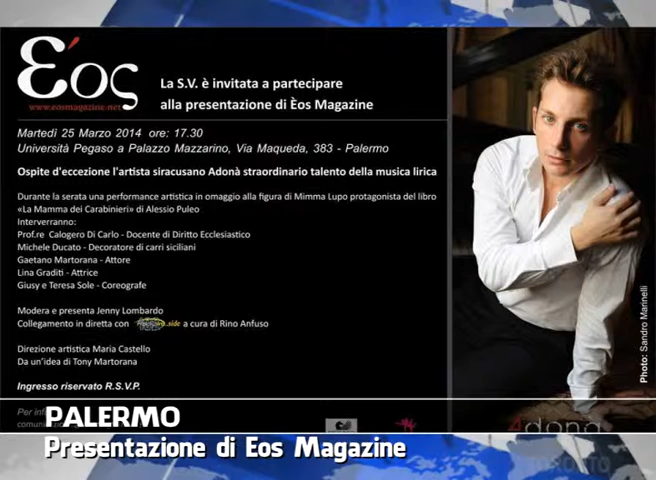 Éος
www.eosmagazine.net
La S.V. è invitata a partecipare
alla presentazione di Èos Magazine
Martedì 25 Marzo 2014 ore: 17.30
Università Pegaso a Palazzo Mazzarino, Via Maqueda, 383 - Palermo
Ospite d'eccezione l'artista siracusano Adonà straordinario talento della musica lirica
Durante la serata una performance artistica in omaggio alla figura di Mimma Lupo protagonista del libro
«La Mamma dei Carabinieri» di Alessio Puleo
Interverranno:
Prof.re Calogero Di Carlo - Docente di Diritto Ecclesiastico
Michele Ducato - Decoratore di carri siciliani
Gaetano Martorana - Attore
Lina Graditi - Attrice
Giusy e Teresa Sole - Coreografe
Modera e presenta Jenny Lombardo
Collegamento in diretta con .side a cura di Rino Anfuso
Direzione artistica Maria Castello
Da un'idea di Tony Martorana
Ingresso riservato R.S.V.P.
Per
Photo: Sandro Marinelli
Adonà
PALERMO
Presentazione di Eos Magazine